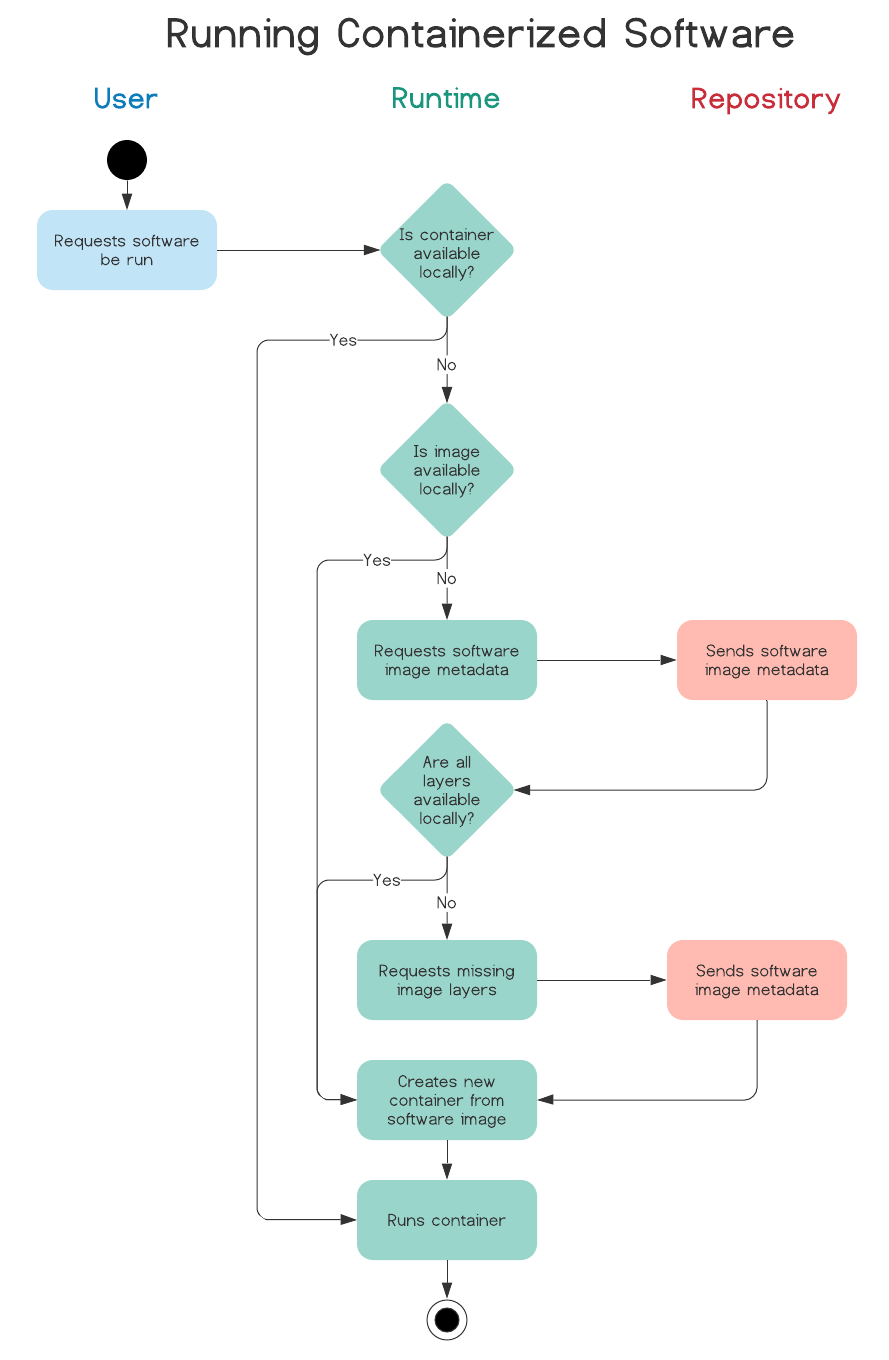 Running Containerized Software
User
Runtime
Repository
Requests software
be run
Is container
available
locally?
Yes
No
Is image
available
locally?
Yes
No
Requests software
image metadata
Sends software
image metadata
Are all
layers
available
locally?
Yes
No
Requests missing
image layers
Sends software
image metadata
Creates new
container from
software image
Runs container